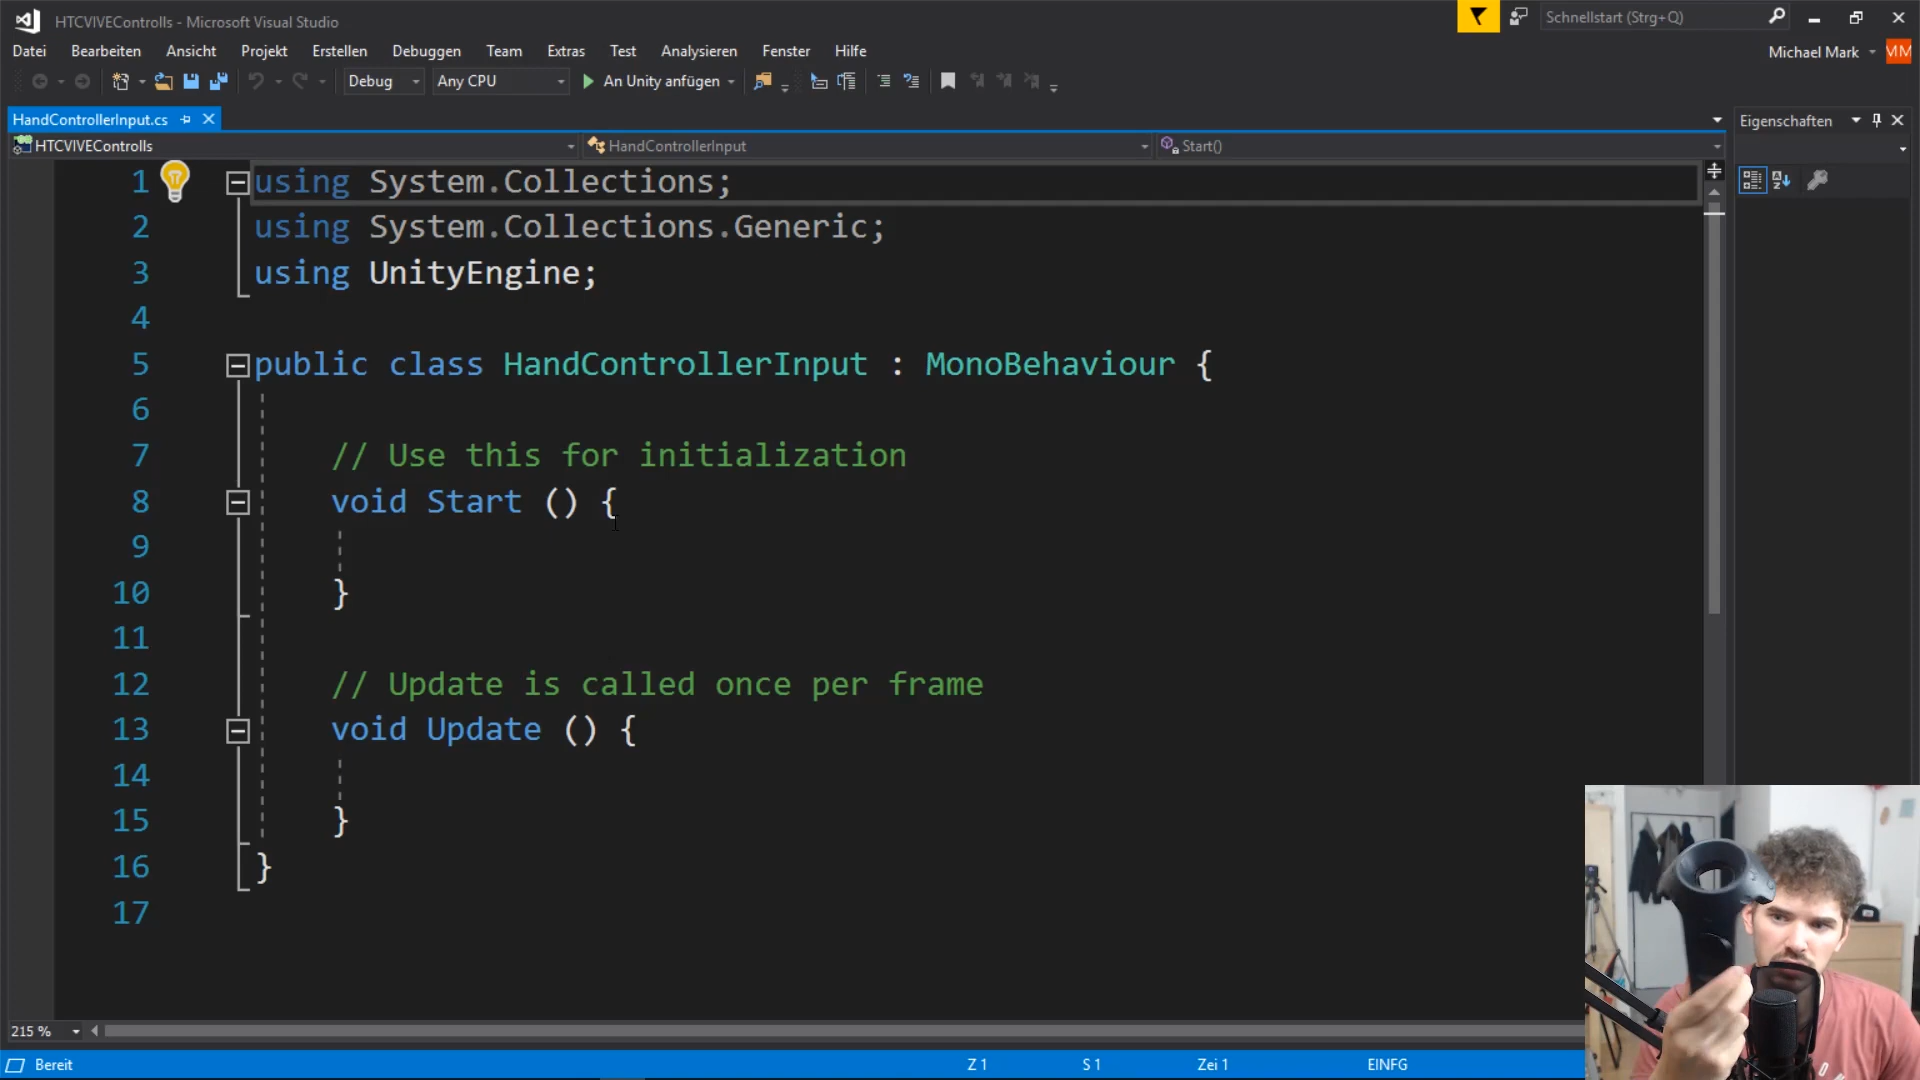 HTCVIVEControlls - Microsoft Visual Studio
Schnellstart (Strg+Q)
Datei Bearbeiten Ansicht Projekt Erstellen Debuggen Team Extras Test Analysieren Fenster Hilfe
Michael Mark MM
Debug Any CPU An Unity anfügen
HandControllerInput.cs
Eigenschaften
HTCVIVEControlls HandControllerInput Start()
1 using System.Collections;
2 using System.Collections.Generic;
3 using UnityEngine;
4
5 public class HandControllerInput : MonoBehaviour {
6
7 // Use this for initialization
8 void Start () {
9
10 }
11
12 // Update is called once per frame
13 void Update () {
14
15 }
16 }
17
215 %
Bereit Z 1 S 1 Zei 1 EINFG